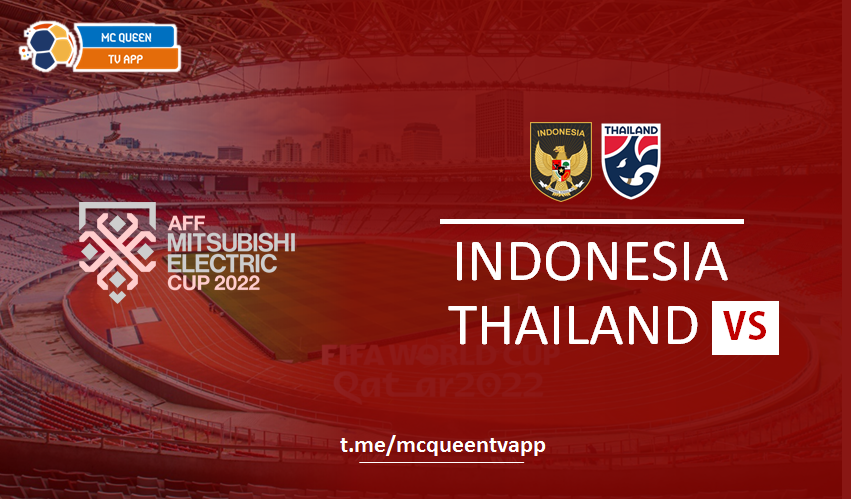 MC QUEEN
TV APP
INDONESIA
THAILAND
AFF
MITSUBISHI
ELECTRIC
CUP 2022
INDONESIA
THAILAND VS
FIFA WORLD CUP
Qatar2022
t.me/mcqueentvapp